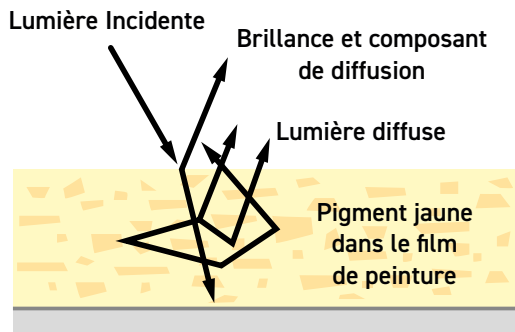 Lumière Incidente
Brillance et composant
de diffusion
Lumière diffuse
Pigment jaune
dans le film
de peinture